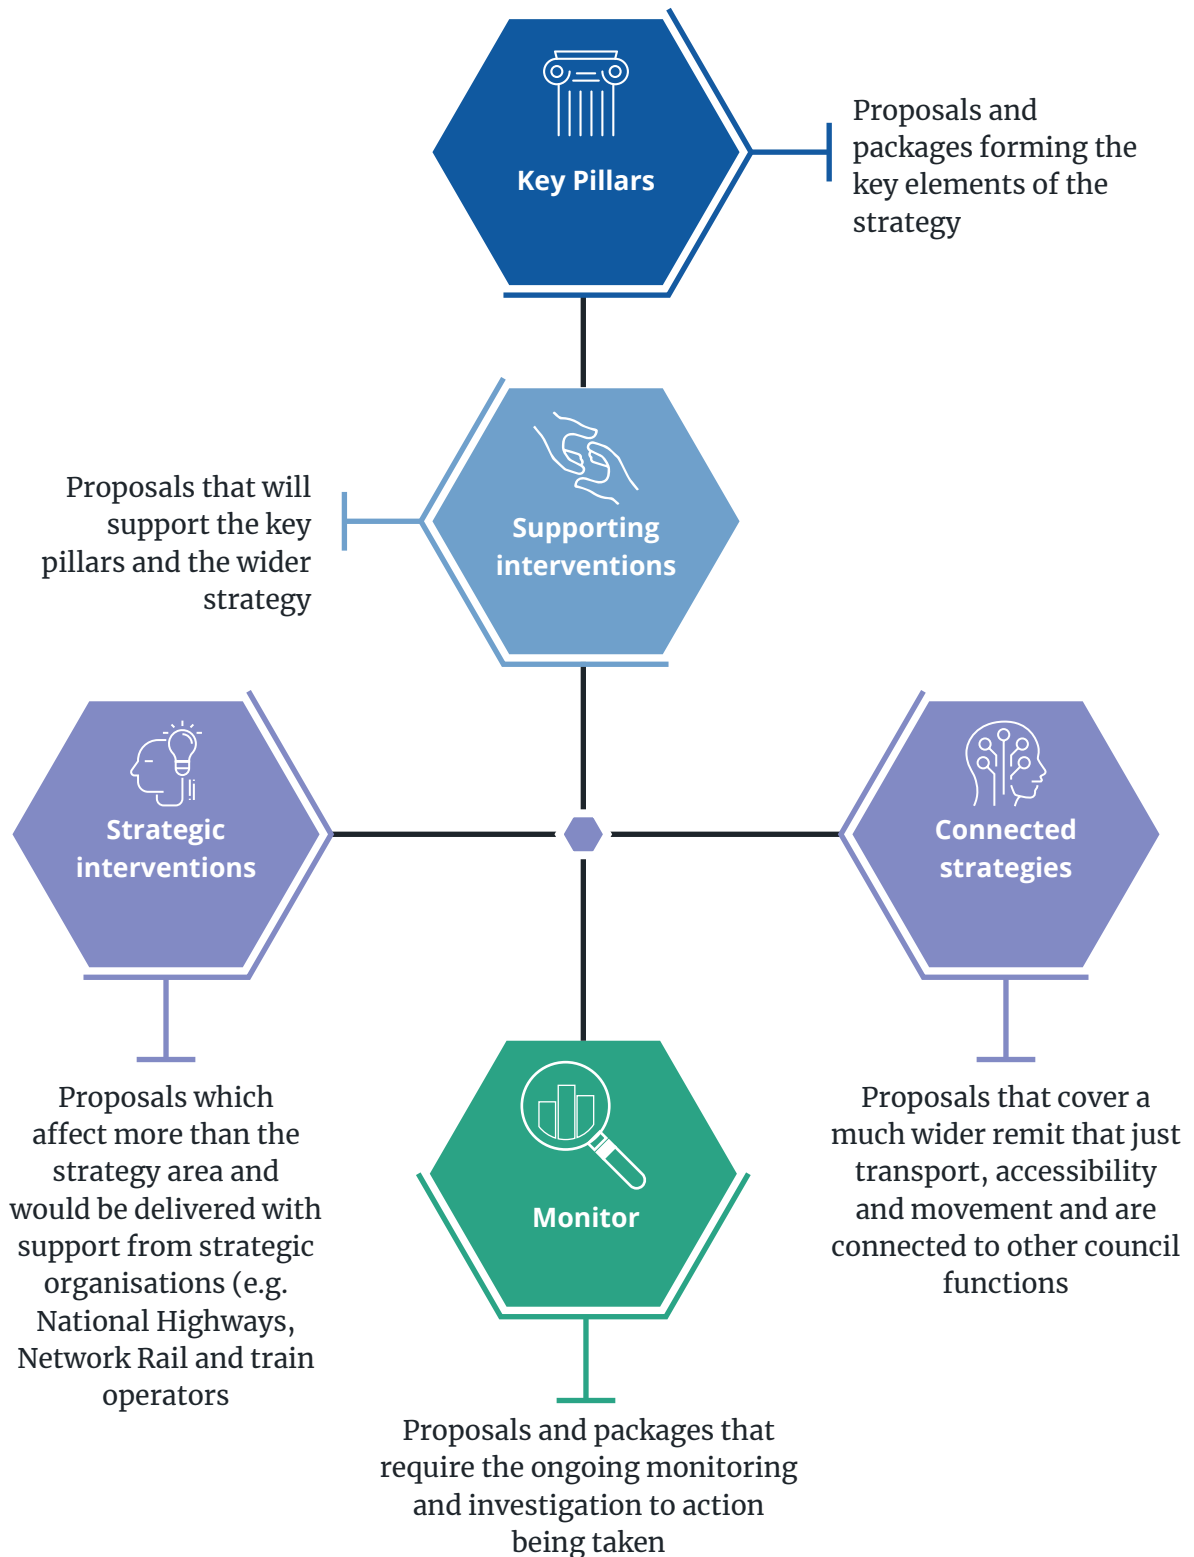 Key Pillars
Proposals and
packages forming the
key elements of the
strategy
Supporting
interventions
Proposals that will
support the key
pillars and the wider
strategy
Strategic
interventions
Proposals which
affect more than the
strategy area and
would be delivered with
support from strategic
organisations (e.g.
National Highways,
Network Rail and train
operators
Connected
strategies
Proposals that cover a
much wider remit that just
transport, accessibility
and movement and are
connected to other council
functions
Monitor
Proposals and packages that
require the ongoing monitoring
and investigation to action
being taken